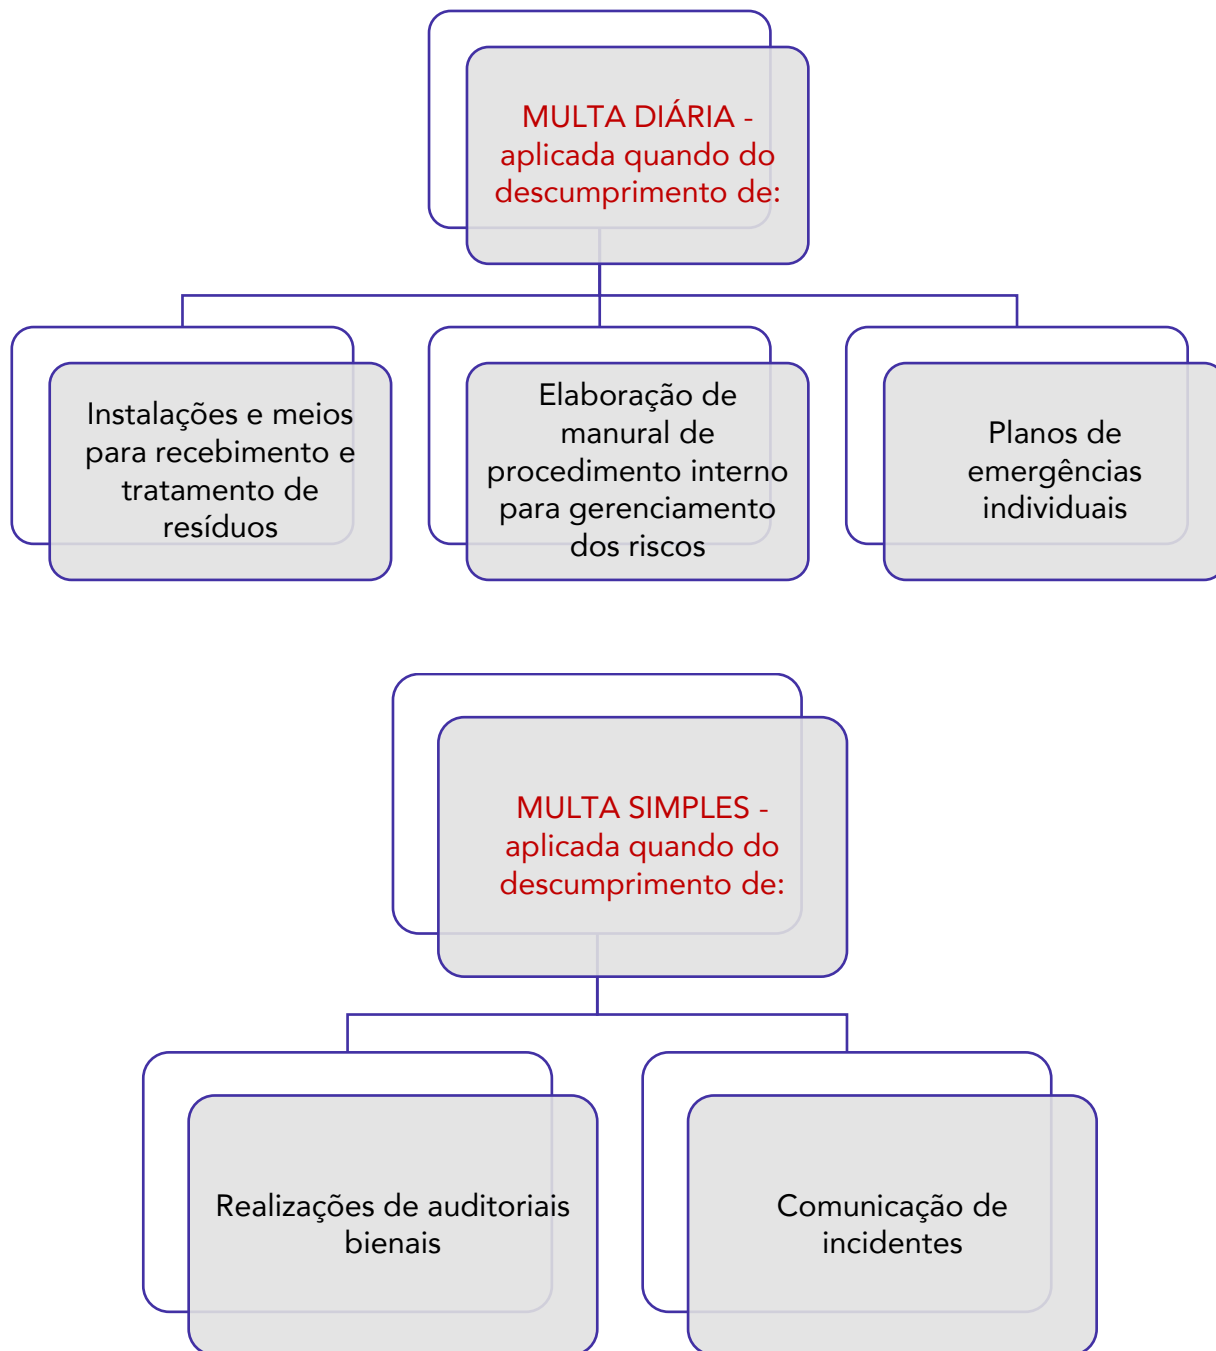 MULTA DIÁRIA -
aplicada quando do
descumprimento de:
Instalações e meios
para recebimento e
tratamento de
resíduos
Elaboração de
manural de
procedimento interno
para gerenciamento
dos riscos
Planos de
emergências
individuais
MULTA SIMPLES -
aplicada quando do
descumprimento de:
Realizações de auditoriais
bienais
Comunicação de
incidentes